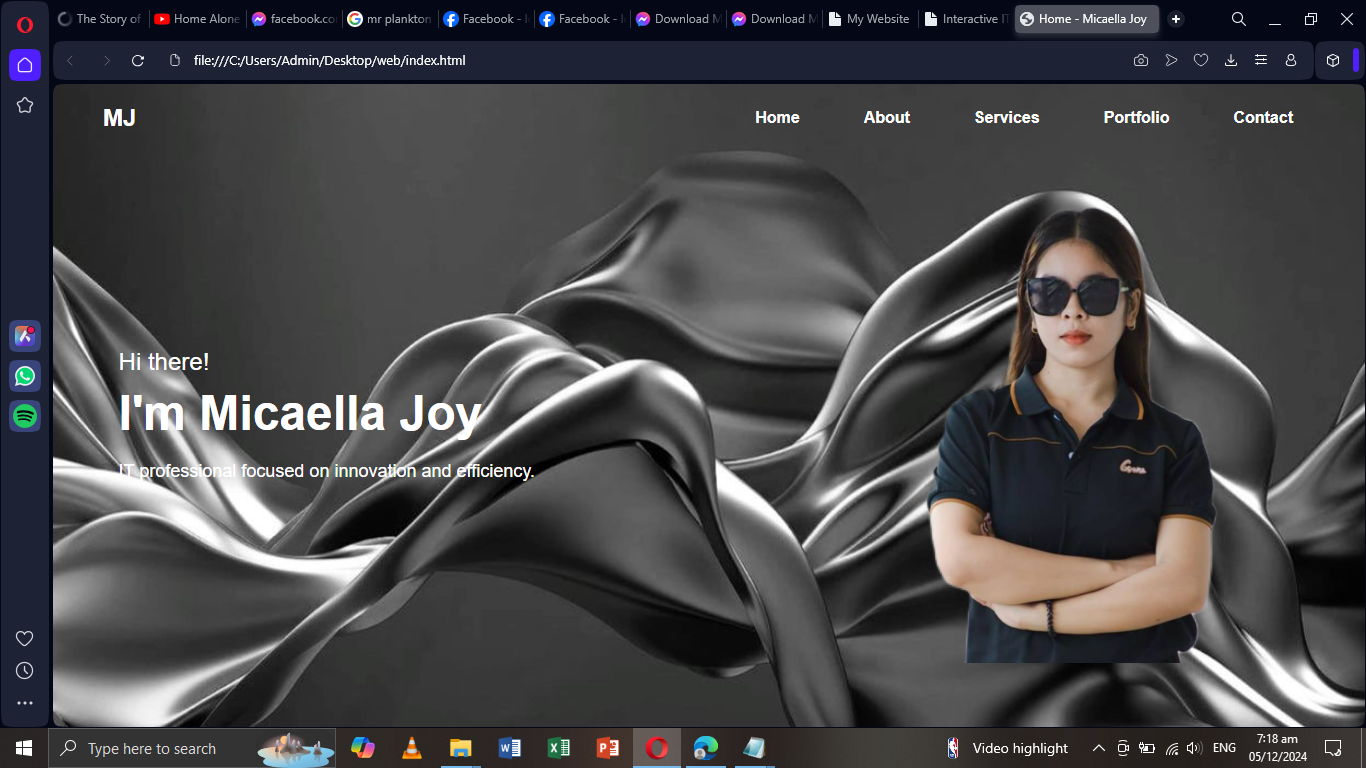 The Story of
Home Alone
facebook.co
mr plankton
Facebook - 
Facebook - 
Download M
Download M
My Website
Interactive I
Home - Micaella Joy
file:///C:/Users/Admin/Desktop/web/index.html
MJ
Home
About
Services
Portfolio
Contact
Hi there!
I'm Micaella Joy
IT professional focused on innovation and efficiency.
Type here to search
Video highlight
ENG
7:18 am
05/12/2024